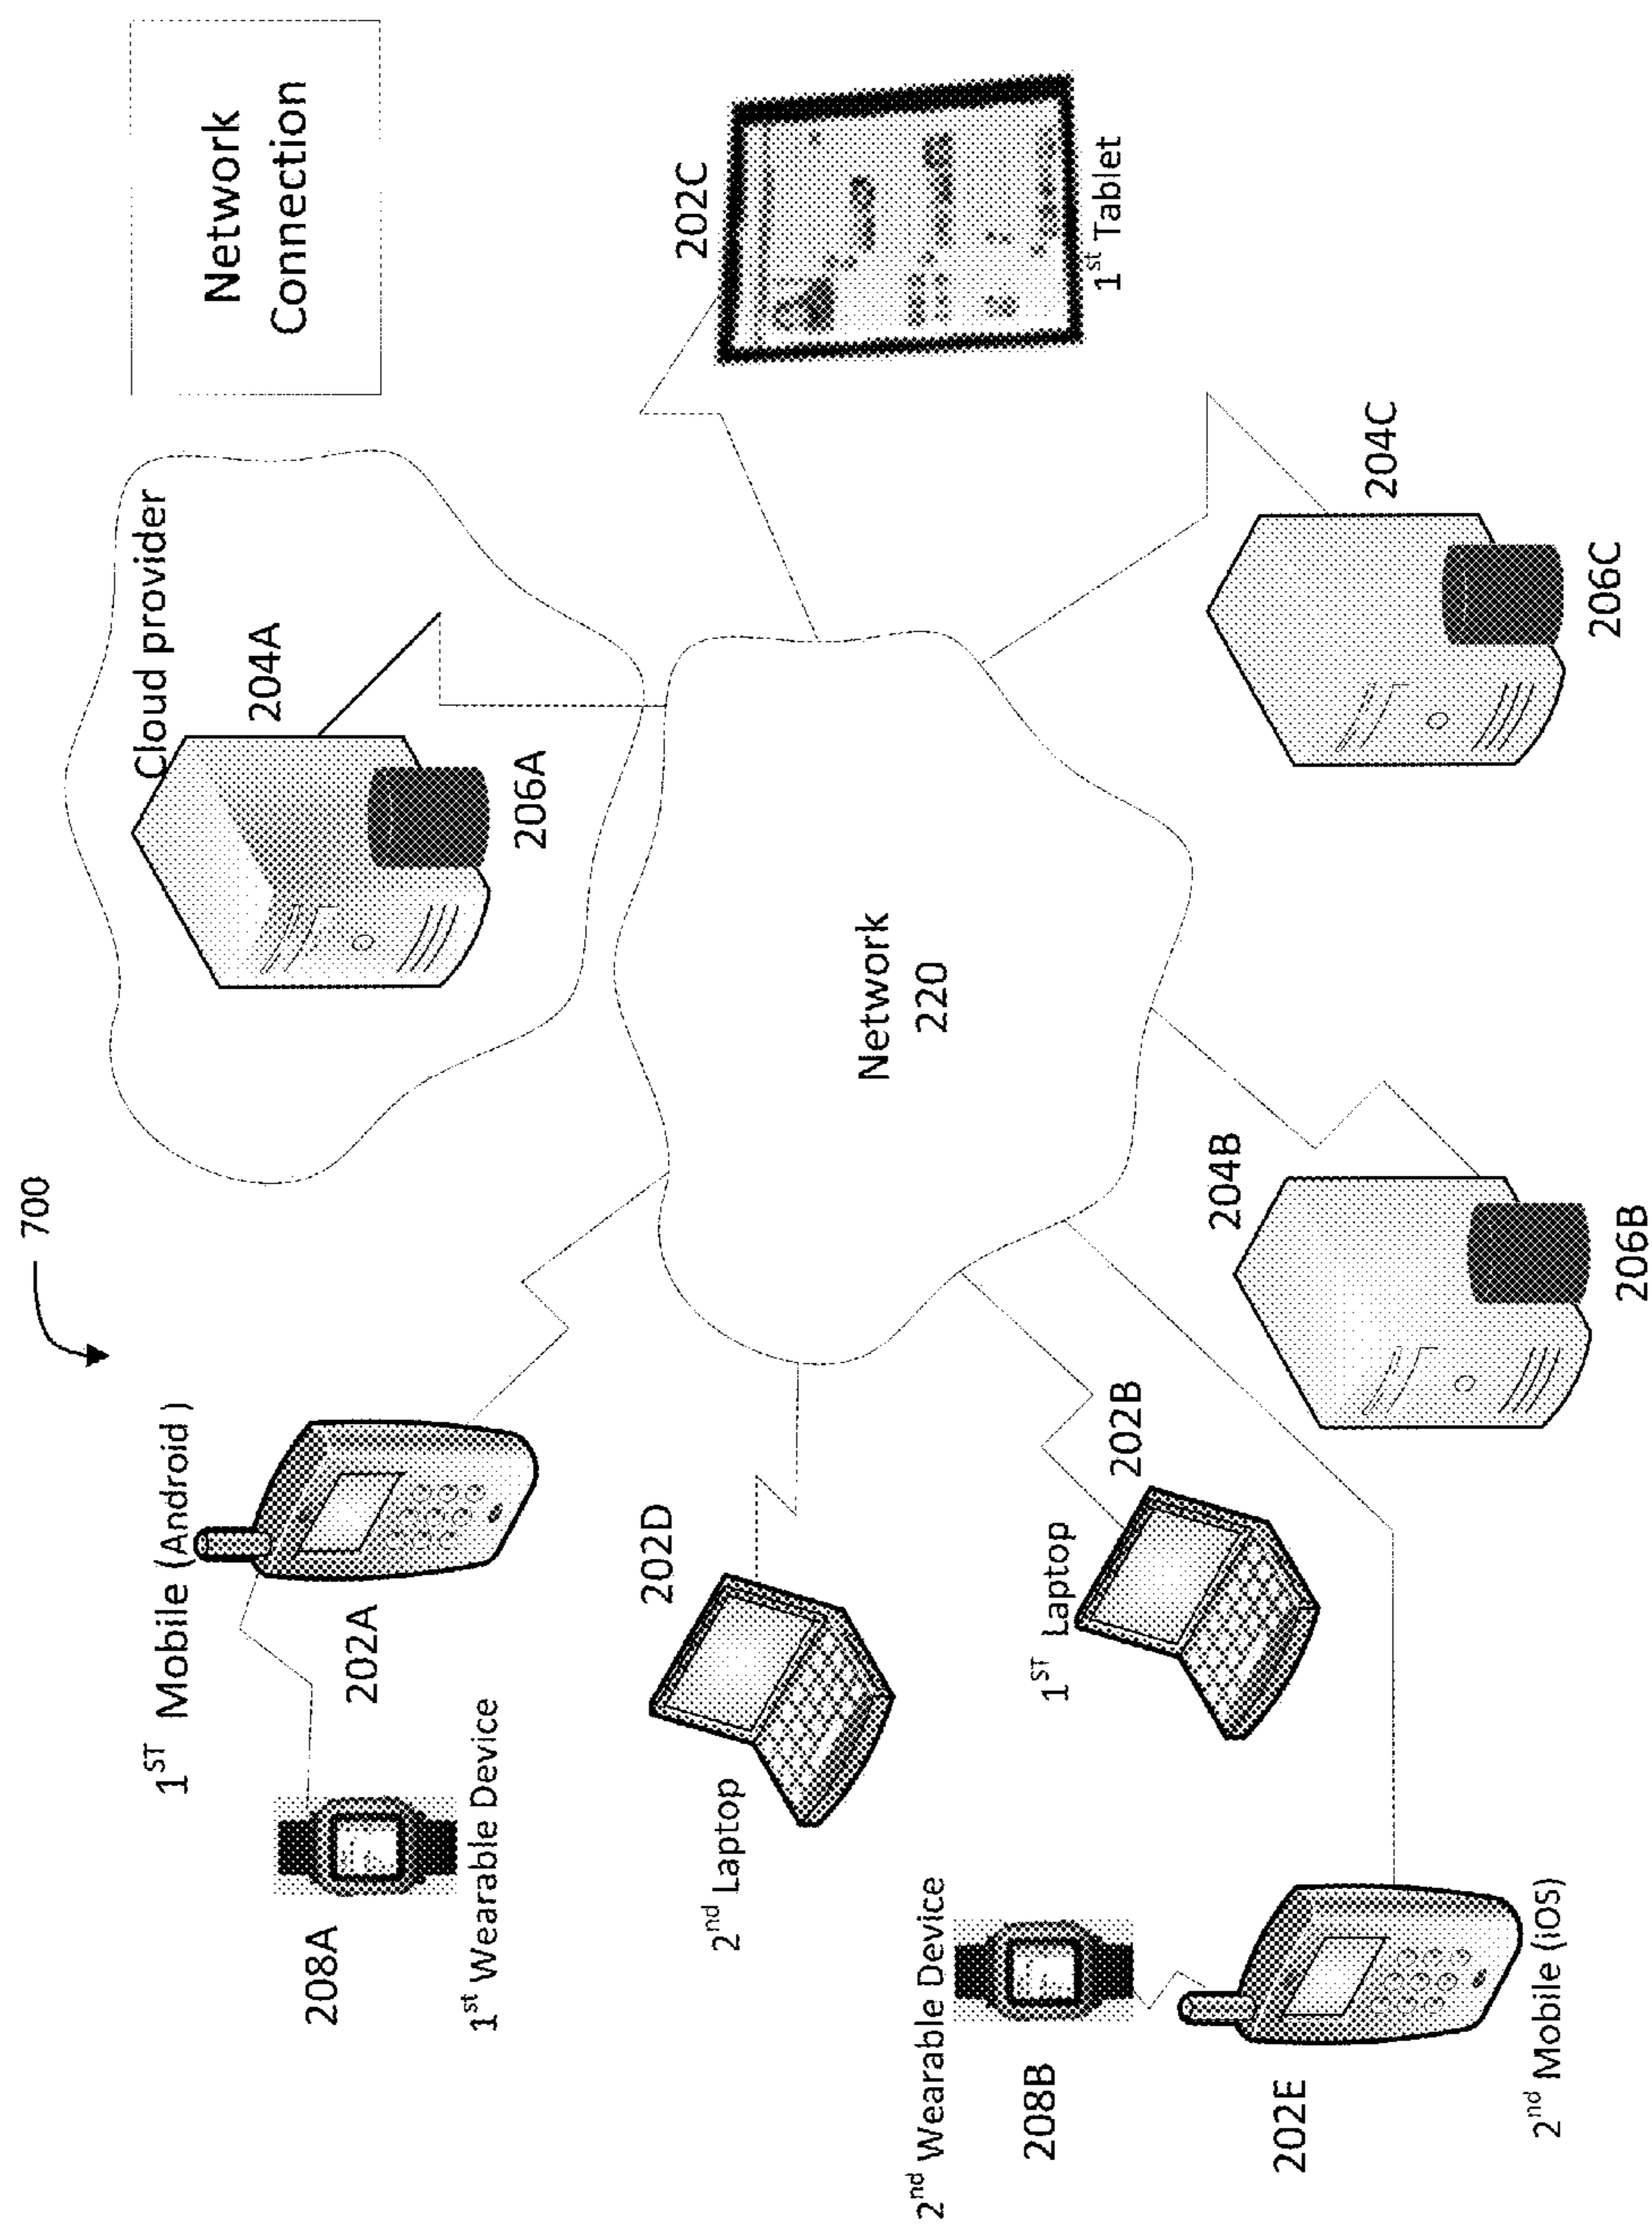 700
Network
Connection
Cloud provider
204A
206A
1ST Mobile (Android)
202A
208A
1st Wearable Device
202C
1st Tablet
Network
220
202D
2nd Laptop
202B
1ST Laptop
2nd Wearable Device
208B
202E
2nd Mobile (iOS)
204B
206B
204C
206C